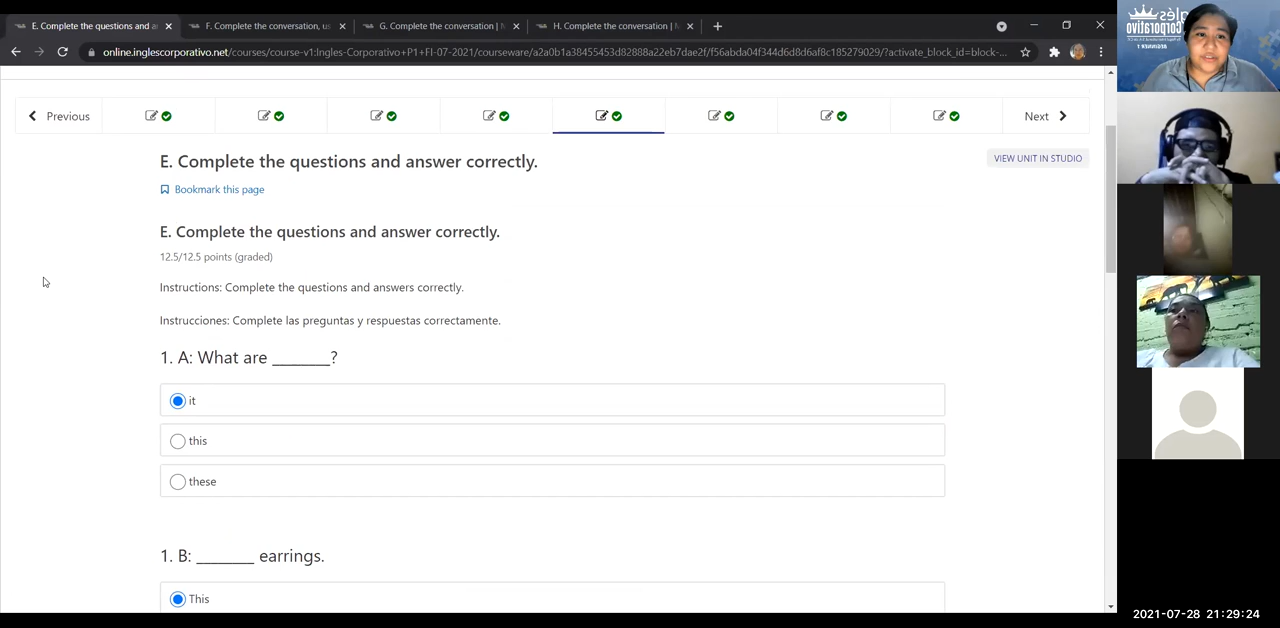 E. Complete the questions and a
F. Complete the conversation, u
G. Complete the conversation |
H. Complete the conversation |
online.inglescorporativo.net/courses/course-v1:Ingles-Corporativo+P1+FI-07-2021/courseware/a2a0b1a38455453d82888a22eb7dae2f/f56abda04f344d6d8d6af8c185279029/?activate_block_id=block-...
Previous
Next
E. Complete the questions and answer correctly.
VIEW UNIT IN STUDIO
Bookmark this page
E. Complete the questions and answer correctly.
12.5/12.5 points (graded)
Instructions: Complete the questions and answers correctly.
Instrucciones: Complete las preguntas y respuestas correctamente.
1. A: What are ________?
it
this
these
1. B: ________ earrings.
This
2021-07-28 21:29:24